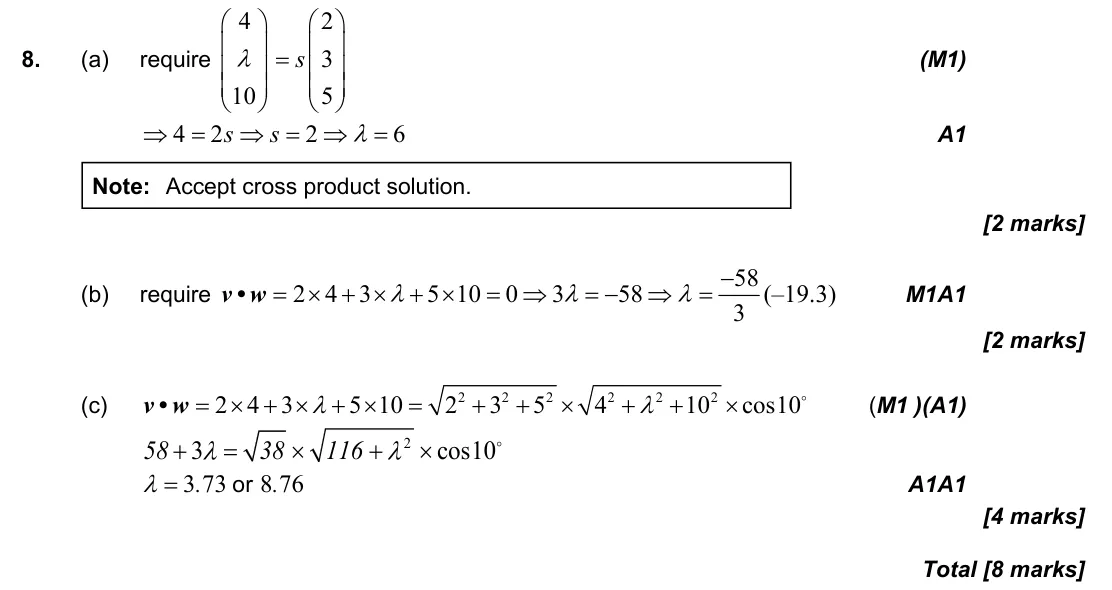 8. (a) require (4 λ 10) = s (2 3 5) (M1)
⇒ 4 = 2s ⇒ s = 2 ⇒ λ = 6 A1
Note: Accept cross product solution.
[2 marks]
(b) require v • w = 2×4+3×λ+5×10 = 0 ⇒ 3λ = −58 ⇒ λ = −58/3 (−19.3) M1A1
[2 marks]
(c) v • w = 2×4+3×λ+5×10 = √(2²+3²+5²) × √(4²+λ²+10²) × cos10° (M1 )(A1)
58+3λ = √38 × √(116+λ²) × cos10°
λ = 3.73 or 8.76 A1A1
[4 marks]
Total [8 marks]